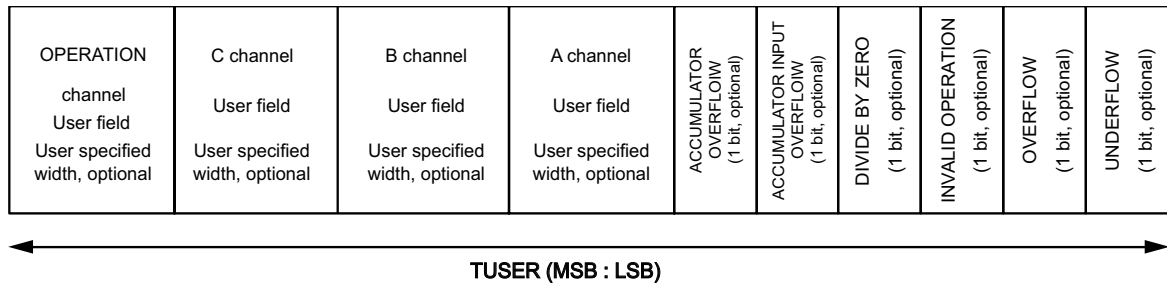 OPERATION
channel
User field
User specified
width, optional
C channel
User field
User specified
width, optional
B channel
User field
User specified
width, optional
A channel
User field
User specified
width, optional
ACCUMULATOR
OVERFLOIW
(1 bit, optional)
ACCUMULATOR INPUT
OVERFLOIW
(1 bit, optional)
DIVIDE BY ZERO
(1 bit, optional)
INVALID OPERATION
(1 bit, optional)
OVERFLOW
(1 bit, optional)
UNDERFLOW
(1 bit, optional)
TUSER (MSB : LSB)